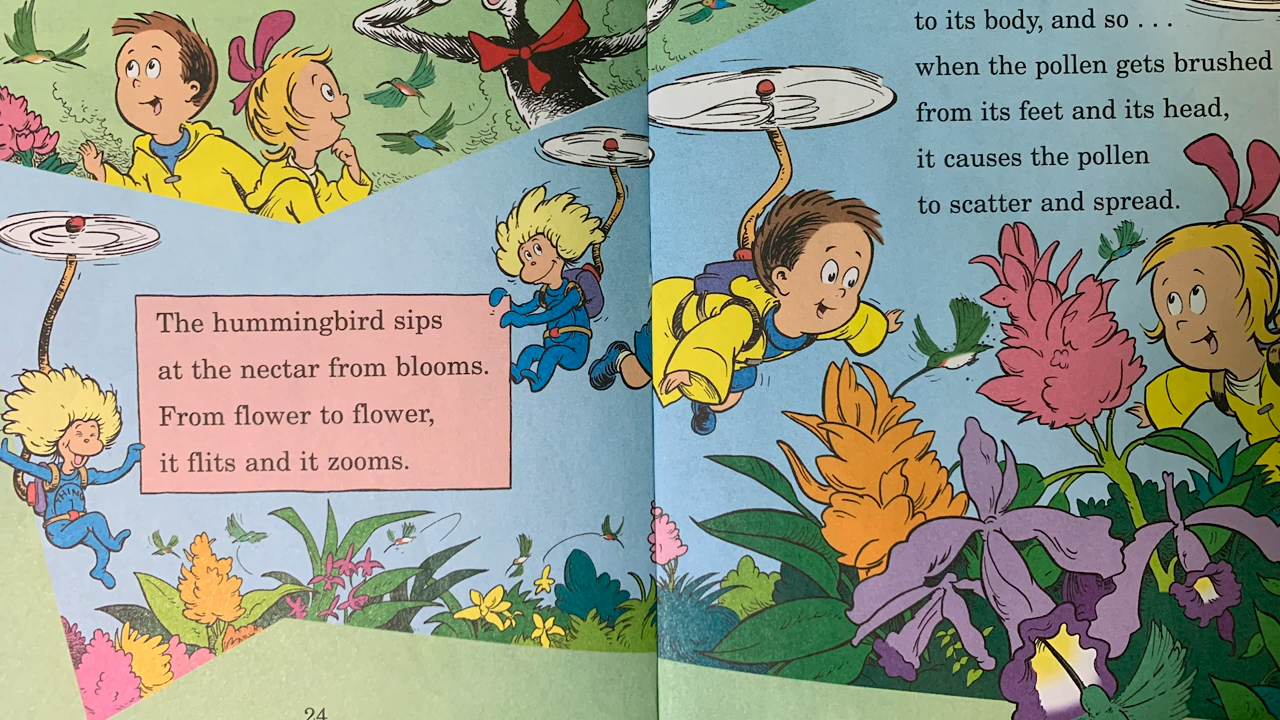 The hummingbird sips
at the nectar from blooms.
From flower to flower,
it flits and it zooms.
THING
24
to its body, and so . . .
when the pollen gets brushed
from its feet and its head,
it causes the pollen
to scatter and spread.